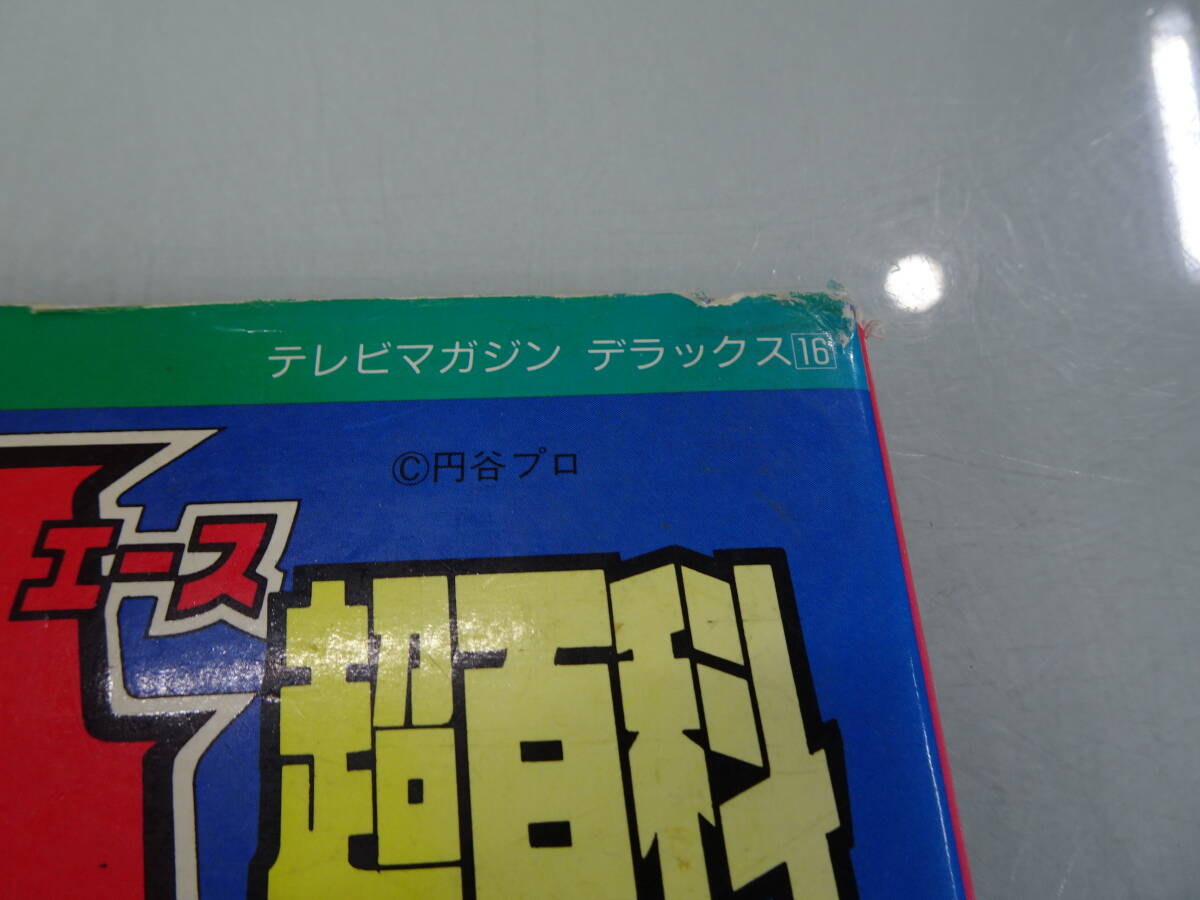 テレビマガジン デラックス16
©円谷プロ
エース
超百科